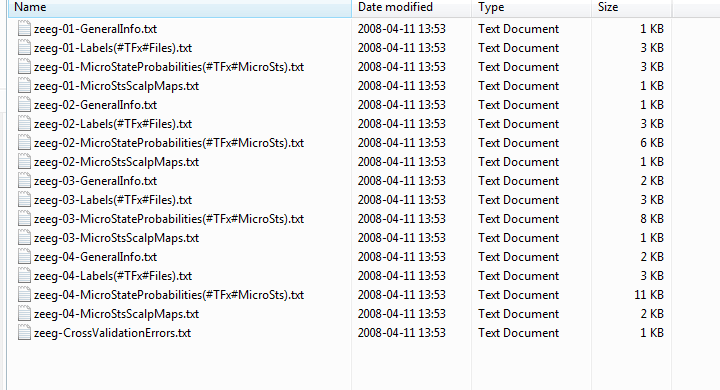 Name Date modified Type Size
zeeg-01-GeneralInfo.txt 2008-04-11 13:53 Text Document 1 KB
zeeg-01-Labels(#TFx#Files).txt 2008-04-11 13:53 Text Document 3 KB
zeeg-01-MicroStateProbabilities(#TFx#MicroSts).txt 2008-04-11 13:53 Text Document 3 KB
zeeg-01-MicroStsScalpMaps.txt 2008-04-11 13:53 Text Document 1 KB
zeeg-02-GeneralInfo.txt 2008-04-11 13:53 Text Document 1 KB
zeeg-02-Labels(#TFx#Files).txt 2008-04-11 13:53 Text Document 3 KB
zeeg-02-MicroStateProbabilities(#TFx#MicroSts).txt 2008-04-11 13:53 Text Document 6 KB
zeeg-02-MicroStsScalpMaps.txt 2008-04-11 13:53 Text Document 1 KB
zeeg-03-GeneralInfo.txt 2008-04-11 13:53 Text Document 2 KB
zeeg-03-Labels(#TFx#Files).txt 2008-04-11 13:53 Text Document 3 KB
zeeg-03-MicroStateProbabilities(#TFx#MicroSts).txt 2008-04-11 13:53 Text Document 8 KB
zeeg-03-MicroStsScalpMaps.txt 2008-04-11 13:53 Text Document 1 KB
zeeg-04-GeneralInfo.txt 2008-04-11 13:53 Text Document 2 KB
zeeg-04-Labels(#TFx#Files).txt 2008-04-11 13:53 Text Document 3 KB
zeeg-04-MicroStateProbabilities(#TFx#MicroSts).txt 2008-04-11 13:53 Text Document 11 KB
zeeg-04-MicroStsScalpMaps.txt 2008-04-11 13:53 Text Document 2 KB
zeeg-CrossValidationErrors.txt 2008-04-11 13:53 Text Document 1 KB